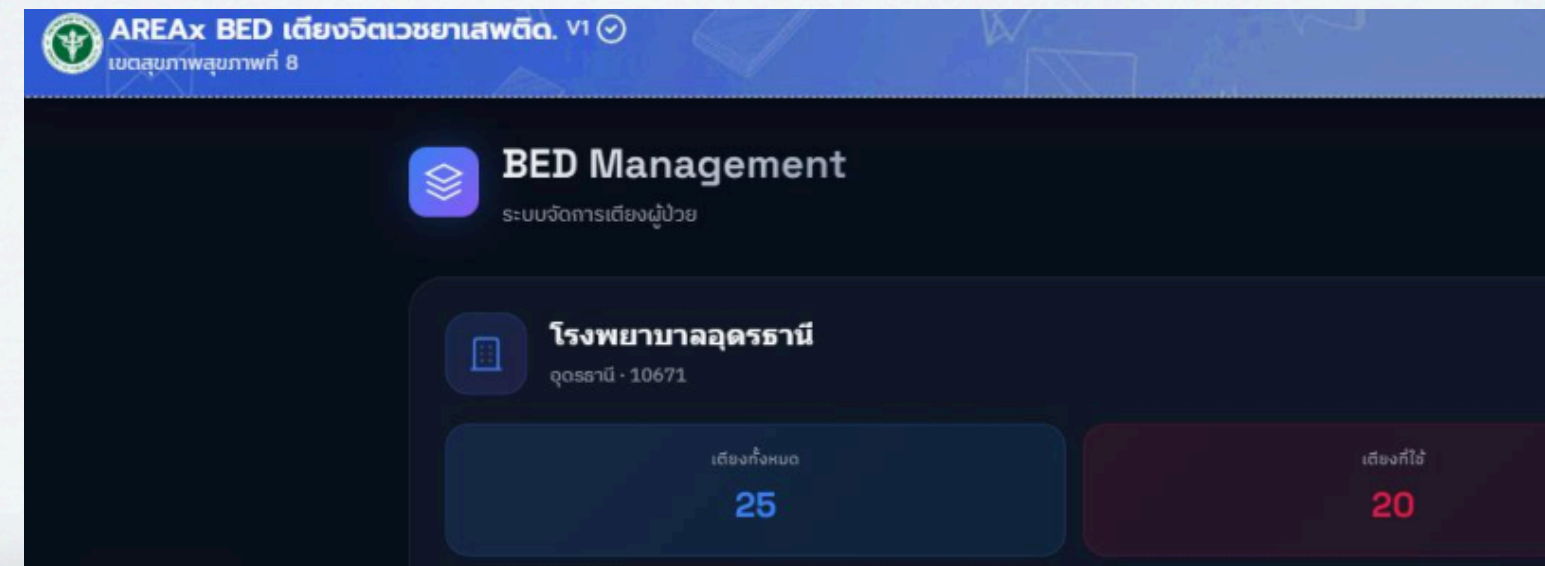 AREAx BED เตียงจิตเวชยาเสพติด. V1
เขตสุขภาพสุขภาพที่ 8
BED Management
ระบบจัดการเตียงผู้ป่วย
โรงพยาบาลอุดรธานี
อุดรธานี · 10671
เตียงทั้งหมด
25
เตียงที่ใช้
20